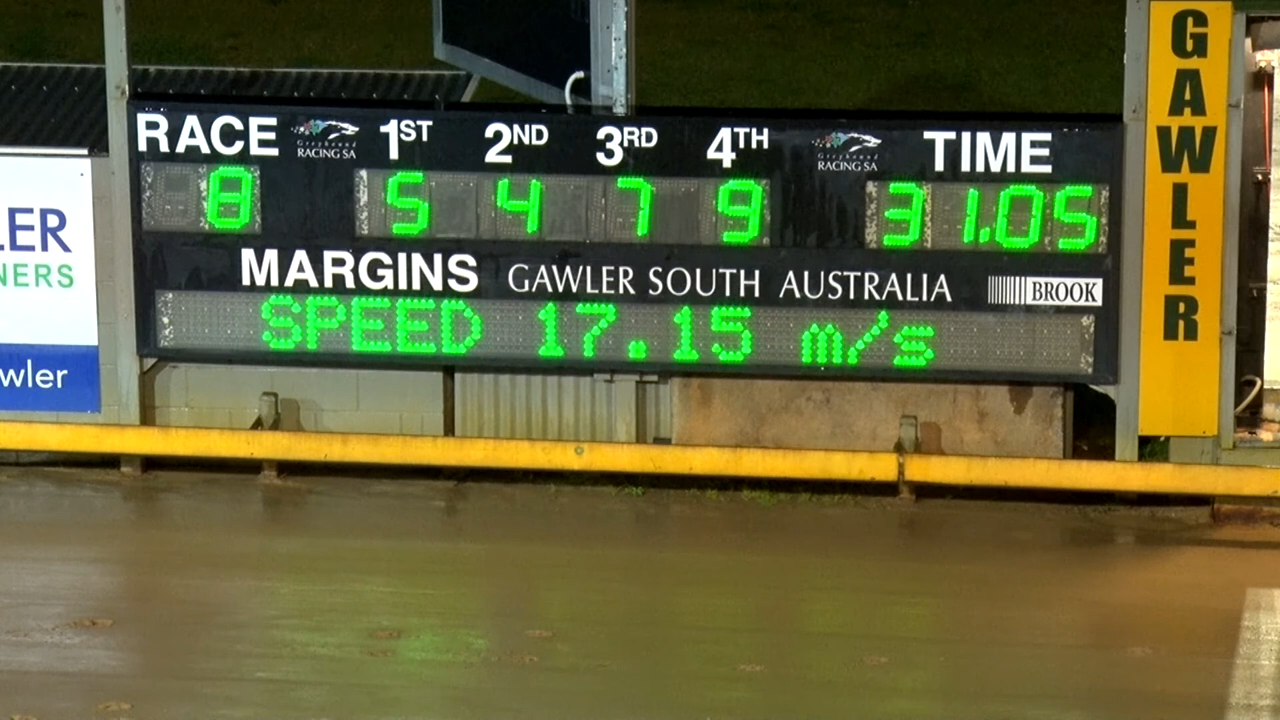 RACE
Greyhound
RACING SA
1ST 2ND 3RD 4TH
Greyhound
RACING SA
TIME
8 5 4 7 9 31.05
MARGINS GAWLER SOUTH AUSTRALIA BROOK
SPEED 17.15 m/s
GAWLER
LER
NERS
wler